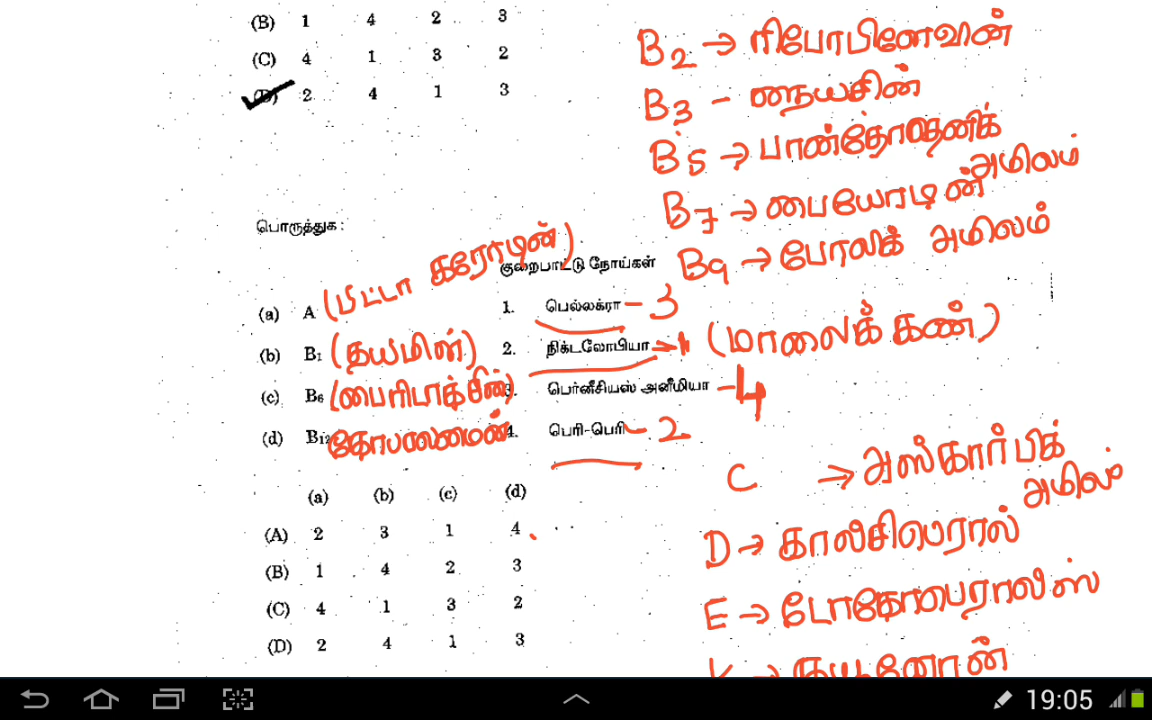 (B) 1 4 2 3
(C) 4 1 3 2
(D) 2 4 1 3
B2 → ரிபோபிளேவின்
B3 - நையசின்
B5 → பான்தோதெனிக் அமிலம்
B7 → பையோடின்
B9 → போலிக் அமிலம்
பொருத்துக :
குறைபாட்டு நோய்கள்
(a) A (பிட்டா கரோடின்) 1. பெல்லக்ரா - 3
(b) B1 (தயமின்) 2. நிக்டலோபியா (மாலைக் கண்)
(c) B6 (பைரிடாக்சின்) 3. பெர்னீசியஸ் அனீமியா - 4
(d) B12 கோபாலமைன் 4. பெரி-பெரி - 2
(a) (b) (c) (d)
(A) 2 3 1 4
(B) 1 4 2 3
(C) 4 1 3 2
(D) 2 4 1 3
C → அஸ்கார்பிக் அமிலம்
D → கால்சிபெரால்
E → டோகோபெரால்ஸ்
19:05